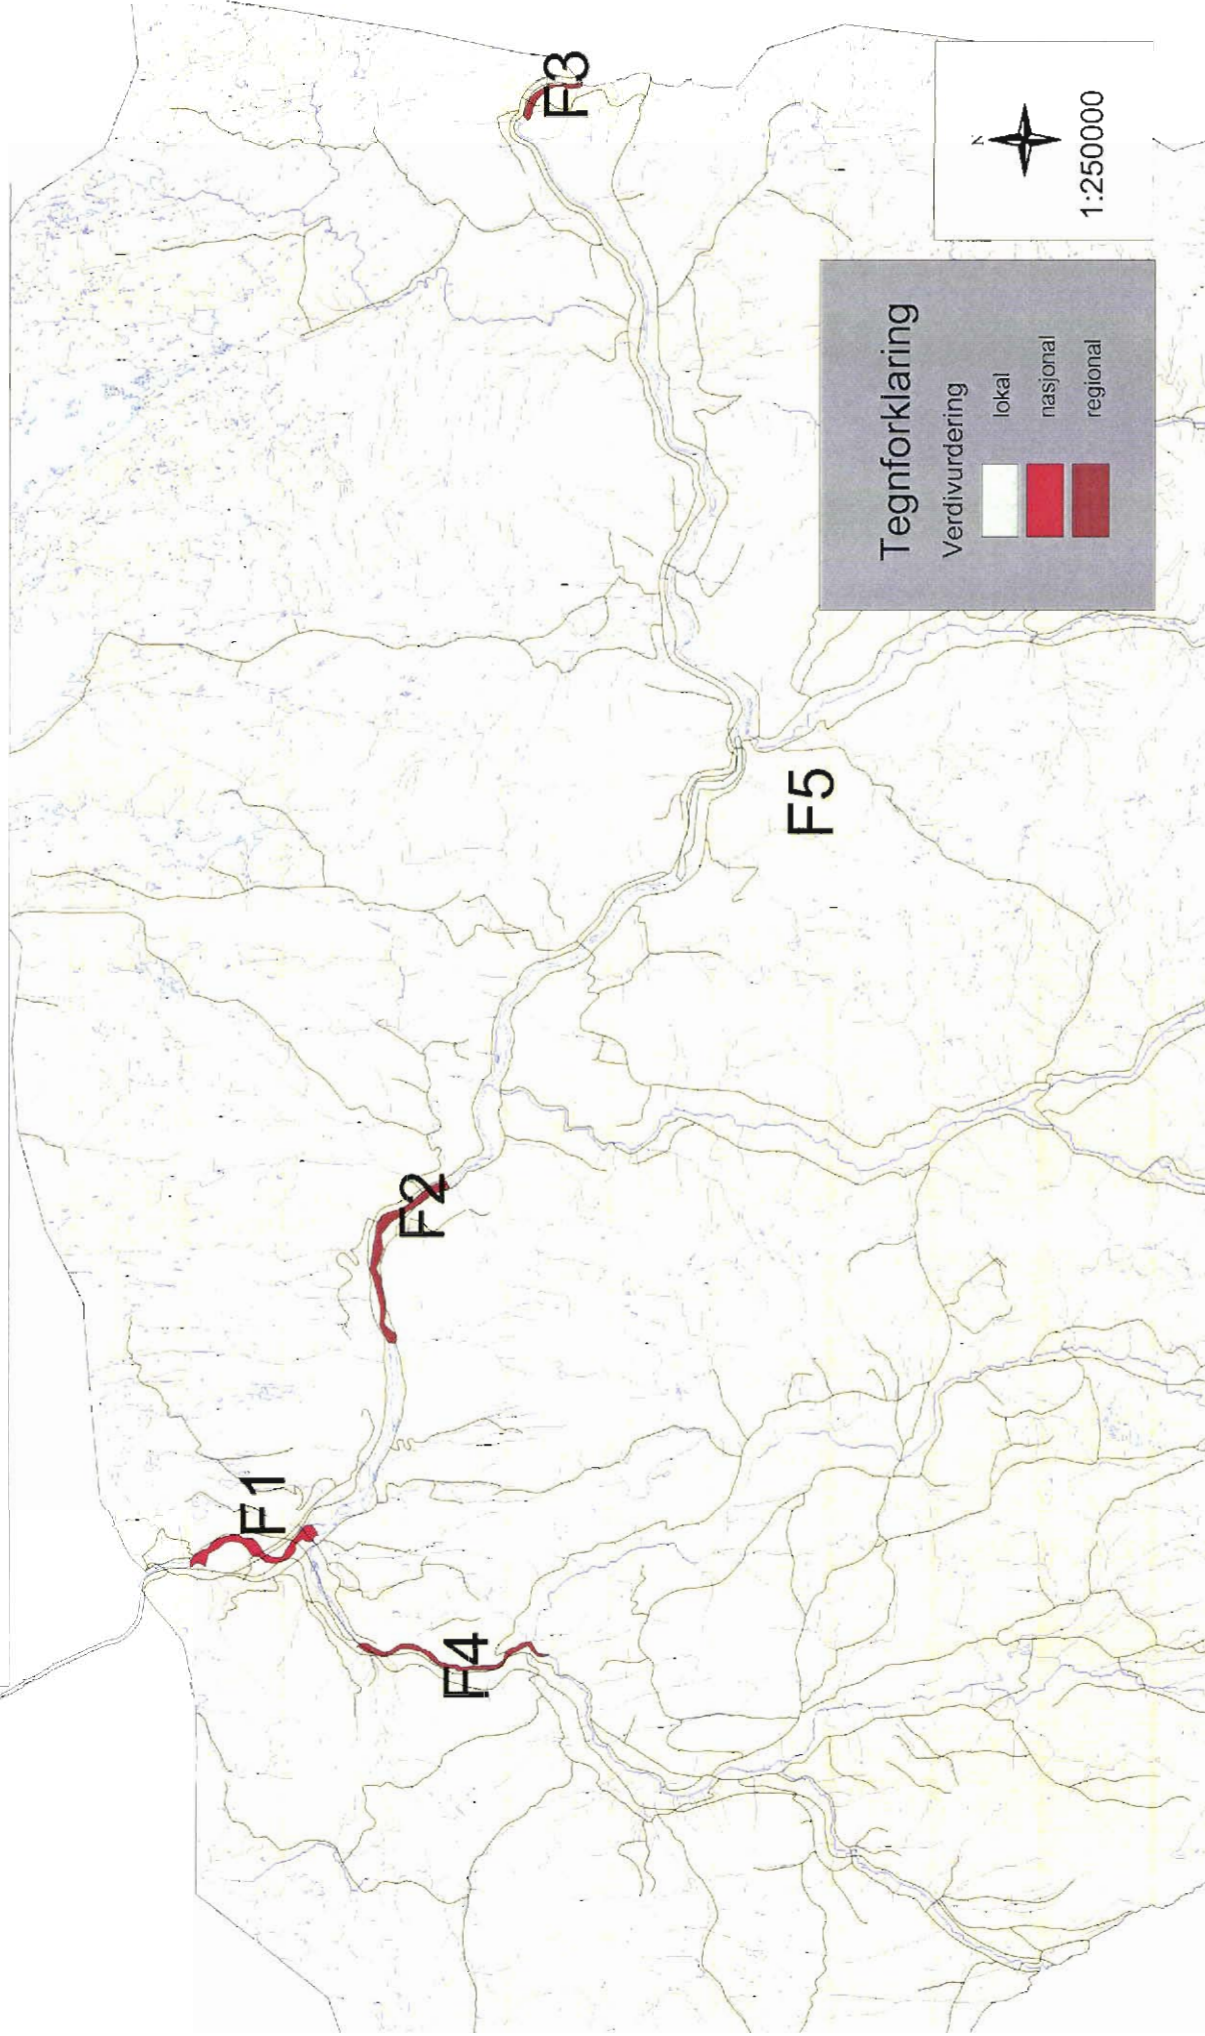 F1
F2
F3
F4
F5
Tegnforklaring
Verdivurdering
lokal
nasjonal
regional
N
1:250000